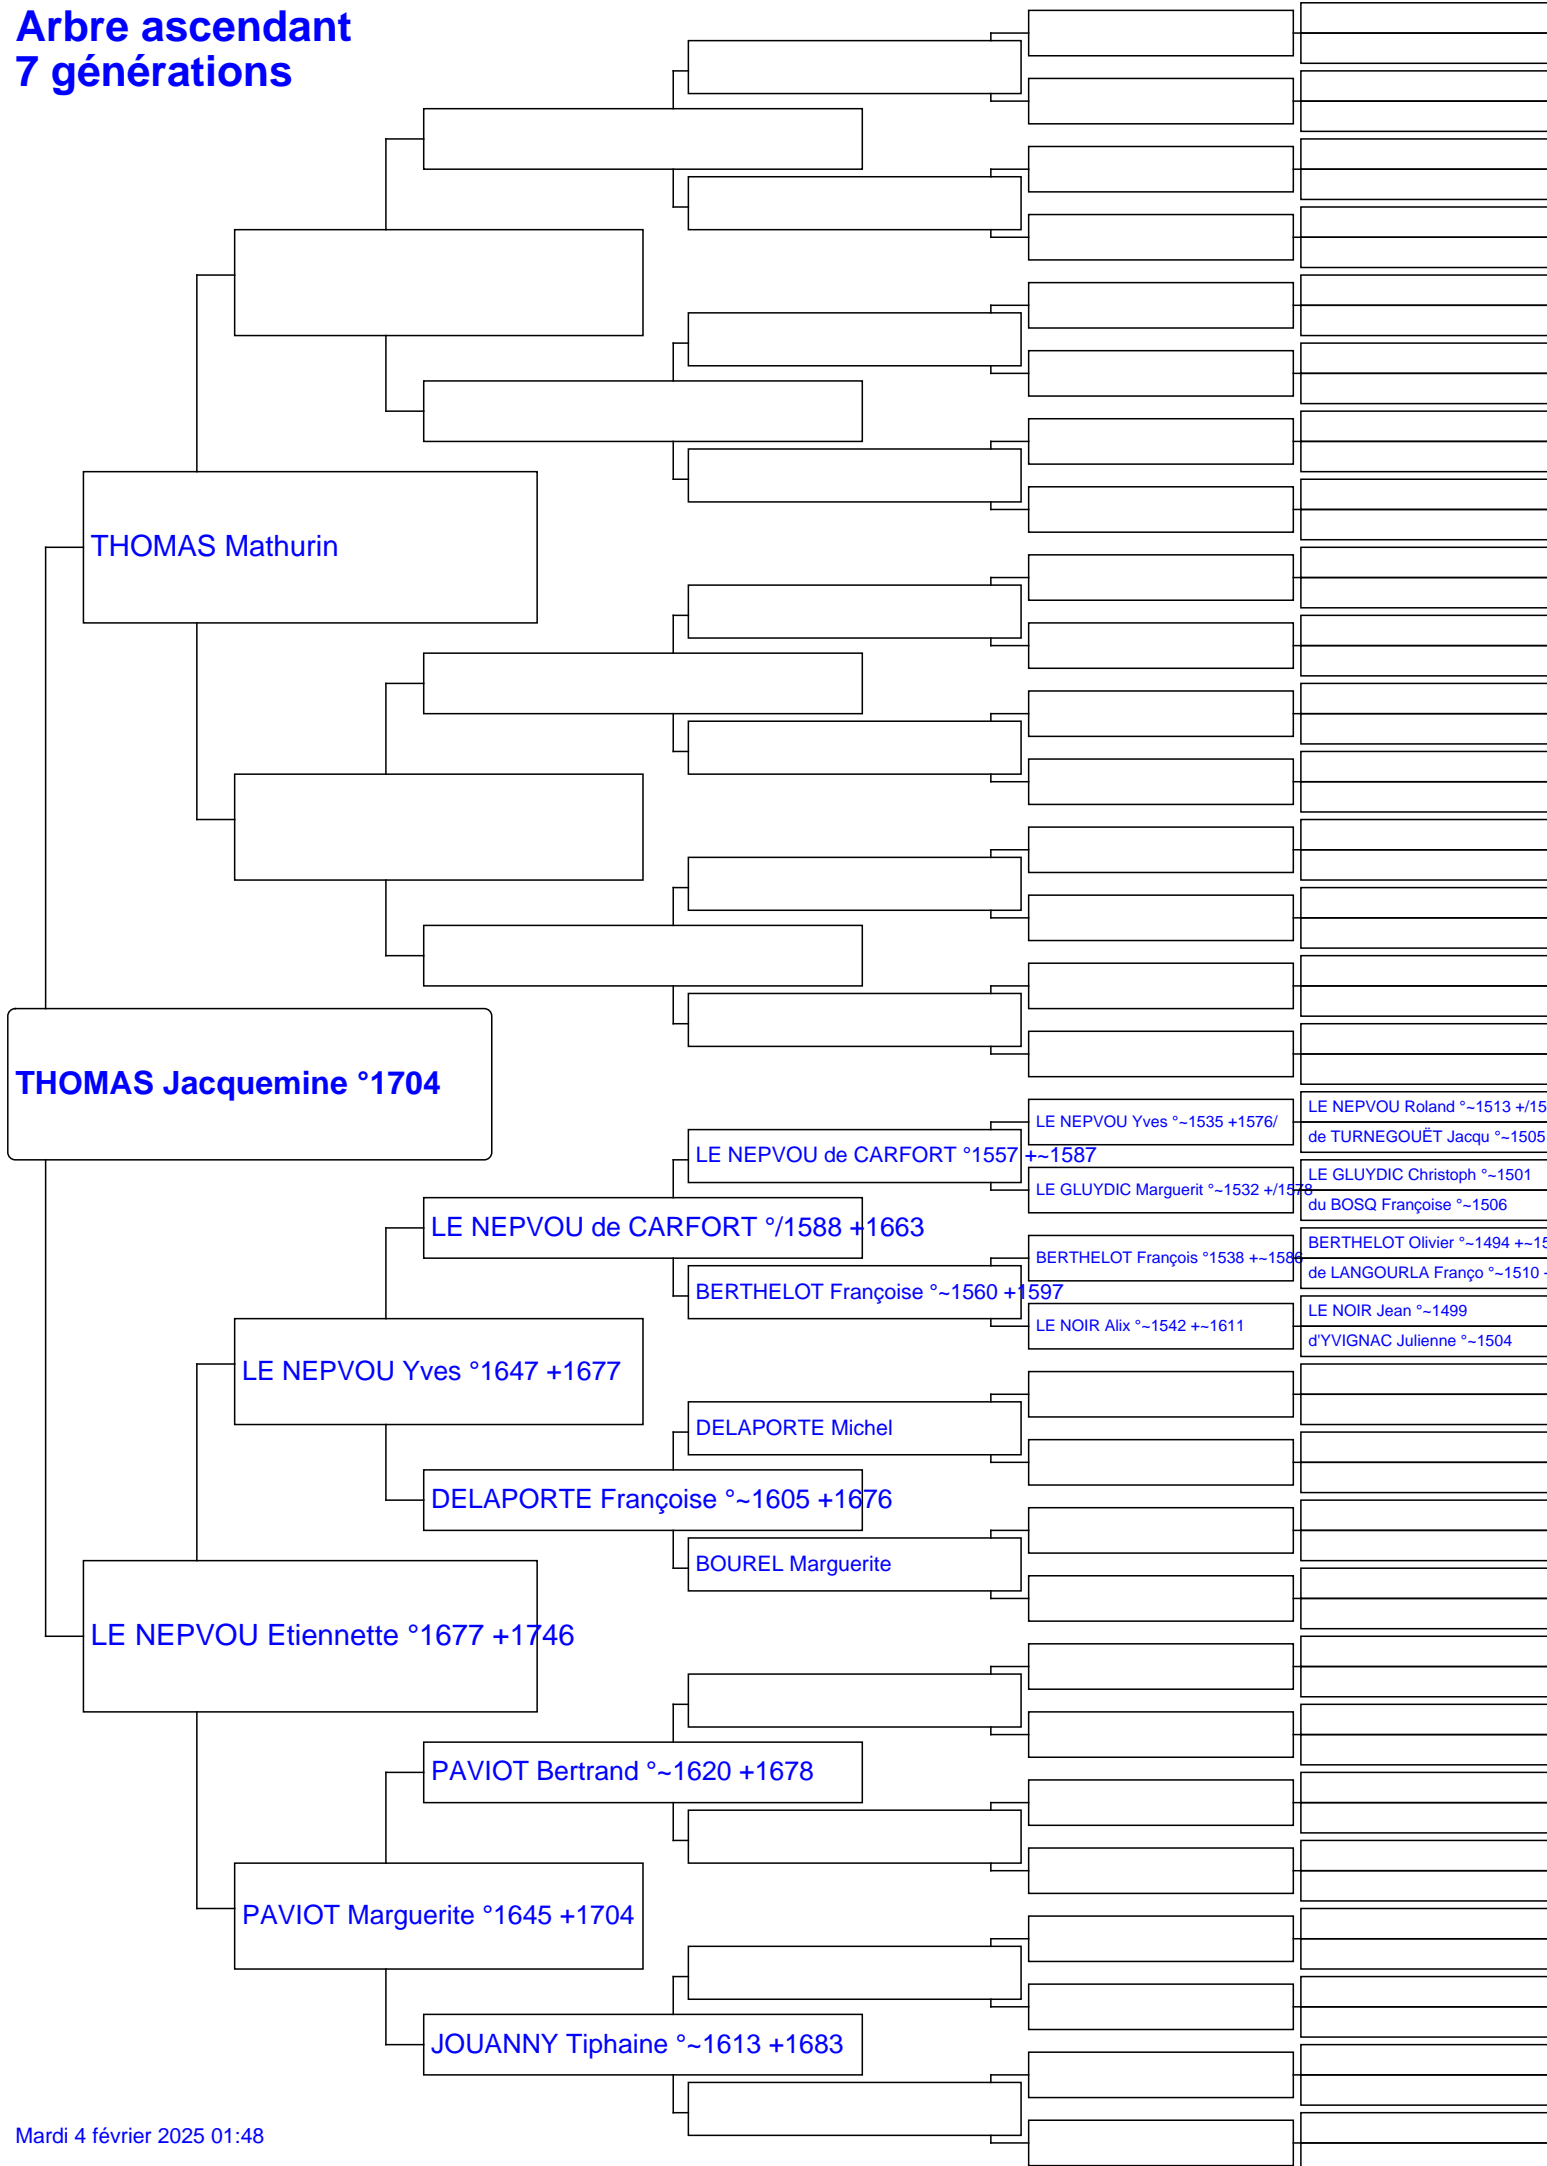 Arbre ascendant
7 générations
THOMAS Mathurin
THOMAS Jacquemine °1704
LE NEPVOU Yves °~1535 +1576/
LE NEPVOU Roland °~1513 +/15
de TURNEGOUËT Jacqu °~1505
LE NEPVOU de CARFORT °1557 +~1587
LE GLUYDIC Marguerit °~1532 +/1578
LE GLUYDIC Christoph °~1501
du BOSQ Françoise °~1506
LE NEPVOU de CARFORT °/1588 +1663
BERTHELOT François °1538 +~1586
BERTHELOT Olivier °~1494 +~15
de LANGOURLA Franço °~1510 +
BERTHELOT Françoise °~1560 +1597
LE NOIR Alix °~1542 +~1611
LE NOIR Jean °~1499
d'YVIGNAC Julienne °~1504
LE NEPVOU Yves °1647 +1677
DELAPORTE Michel
DELAPORTE Françoise °~1605 +1676
BOUREL Marguerite
LE NEPVOU Etiennette °1677 +1746
PAVIOT Bertrand °~1620 +1678
PAVIOT Marguerite °1645 +1704
JOUANNY Tiphaine °~1613 +1683
Mardi 4 février 2025 01:48